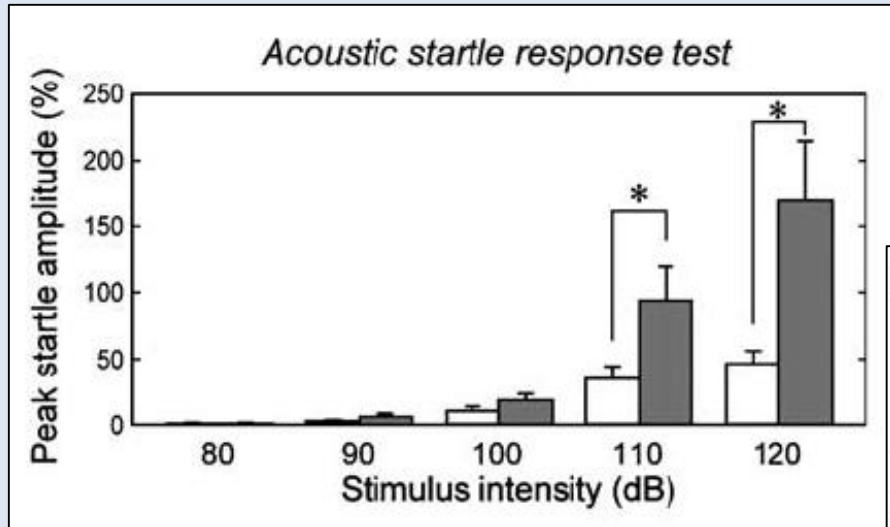 Acoustic startle response test
Peak startle amplitude (%)
250
200
150
100
50
0
*
*
80 90 100 110 120
Stimulus intensity (dB)